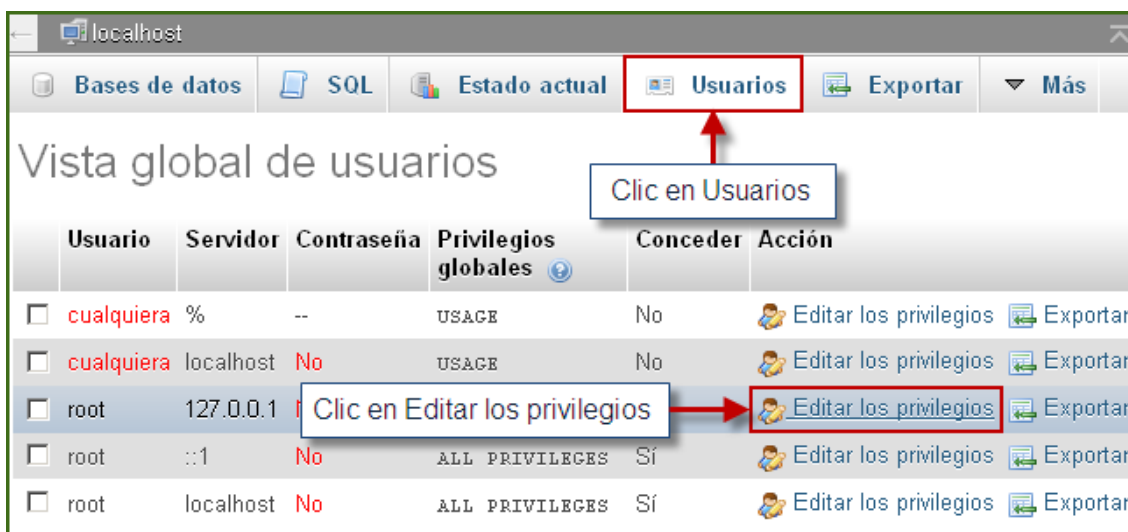 localhost
Bases de datos SQL Estado actual Usuarios Exportar Más
Vista global de usuarios
Clic en Usuarios
Usuario Servidor Contraseña Privilegios globales Conceder Acción
cualquiera % -- USAGE No Editar los privilegios Exportar
cualquiera localhost No USAGE No Editar los privilegios Exportar
root 127.0.0.1 Clic en Editar los privilegios Editar los privilegios Exportar
root ::1 No ALL PRIVILEGES Sí Editar los privilegios Exportar
root localhost No ALL PRIVILEGES Sí Editar los privilegios Exportar